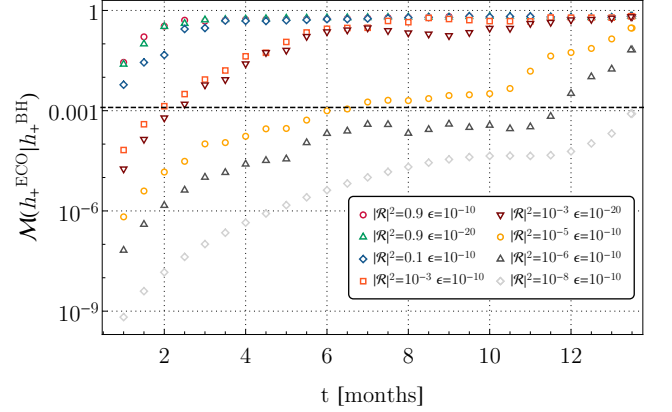 1
0.001
10⁻⁶
10⁻⁹
ℳ(h₊ᴱᶜᴼ|h₊ᴮᴴ)
|ℛ|²=0.9 ϵ=10⁻¹⁰
|ℛ|²=0.9 ϵ=10⁻²⁰
|ℛ|²=0.1 ϵ=10⁻¹⁰
|ℛ|²=10⁻³ ϵ=10⁻¹⁰
|ℛ|²=10⁻³ ϵ=10⁻²⁰
|ℛ|²=10⁻⁵ ϵ=10⁻¹⁰
|ℛ|²=10⁻⁶ ϵ=10⁻¹⁰
|ℛ|²=10⁻⁸ ϵ=10⁻¹⁰
2 4 6 8 10 12
t [months]